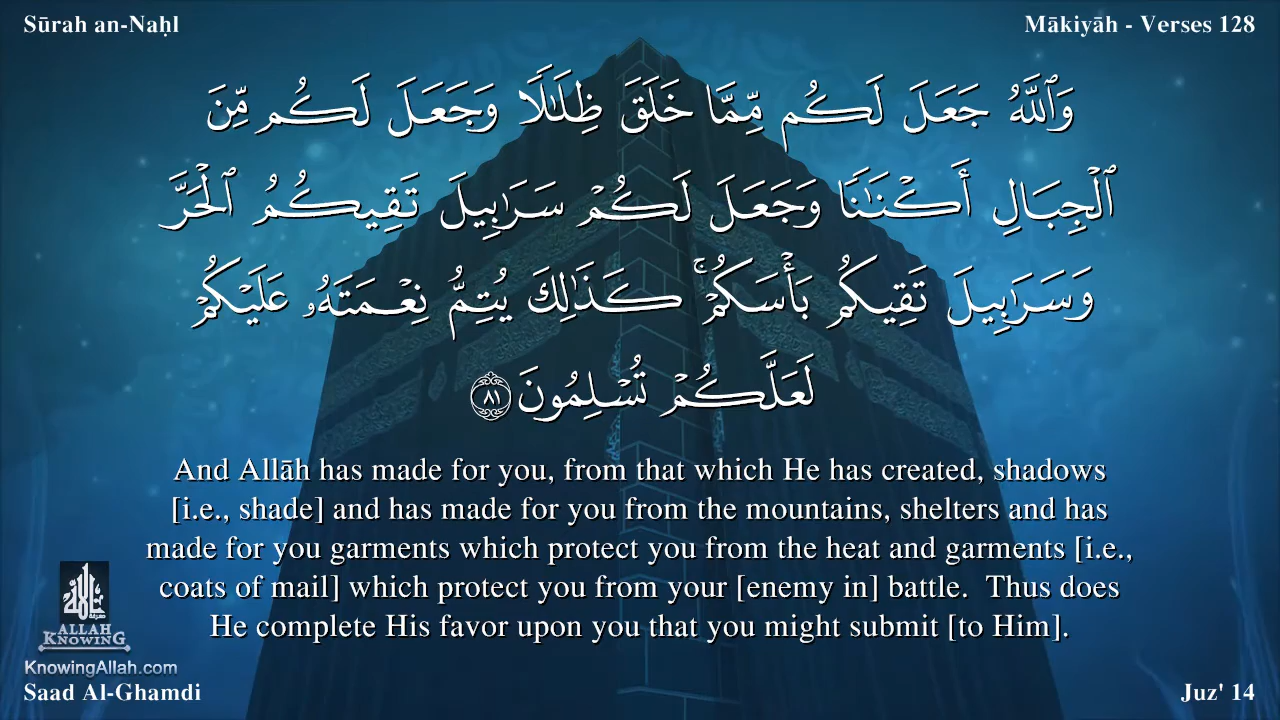 Sūrah an-Naḥl
Mākiyāh - Verses 128
وَٱللَّهُ جَعَلَ لَكُم مِّمَّا خَلَقَ ظِلَـٰلًا وَجَعَلَ لَكُم مِّنَ
ٱلْجِبَالِ أَكْنَـٰنًا وَجَعَلَ لَكُمْ سَرَٰبِيلَ تَقِيكُمُ ٱلْحَرَّ
وَسَرَٰبِيلَ تَقِيكُم بَأْسَكُمْ ۚ كَذَٰلِكَ يُتِمُّ نِعْمَتَهُۥ عَلَيْكُمْ
لَعَلَّكُمْ تُسْلِمُونَ ٨١
And Allāh has made for you, from that which He has created, shadows
[i.e., shade] and has made for you from the mountains, shelters and has
made for you garments which protect you from the heat and garments [i.e.,
coats of mail] which protect you from your [enemy in] battle.  Thus does
He complete His favor upon you that you might submit [to Him].
ALLAH
KNOWING
KnowingAllah.com
Saad Al-Ghamdi
Juz' 14